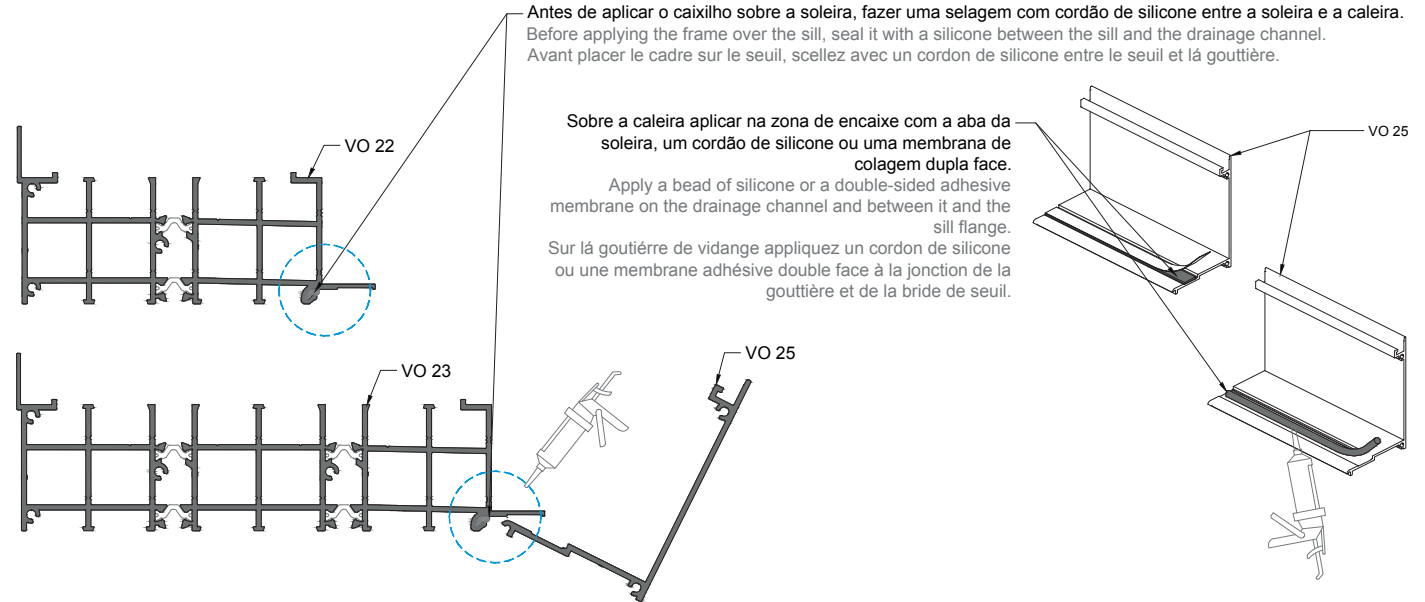 Antes de aplicar o caixilho sobre a soleira, fazer uma selagem com cordão de silicone entre a soleira e a caleira.
Before applying the frame over the sill, seal it with a silicone between the sill and the drainage channel.
Avant placer le cadre sur le seuil, scellez avec un cordon de silicone entre le seuil et lá gouttière.
Sobre a caleira aplicar na zona de encaixe com a aba da
soleira, um cordão de silicone ou uma membrana de
colagem dupla face.
Apply a bead of silicone or a double-sided adhesive
membrane on the drainage channel and between it and the
sill flange.
Sur lá goutiérre de vidange appliquez un cordon de silicone
ou une membrane adhésive double face à la jonction de la
gouttière et de la bride de seuil.
VO 25
VO 22
VO 23
VO 25